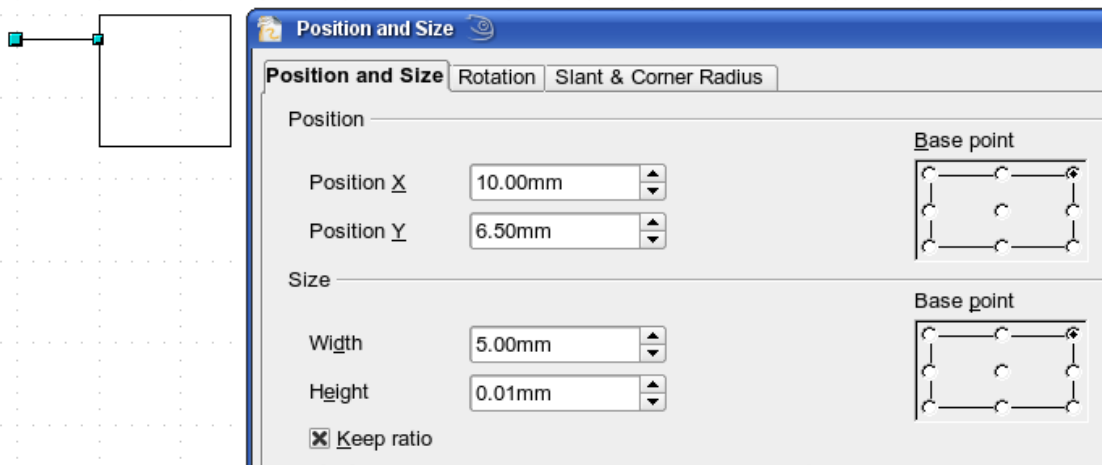 Position and Size
Position and Size Rotation Slant & Corner Radius
Position
Base point
Position X 10.00mm
Position Y 6.50mm
Size
Base point
Width 5.00mm
Height 0.01mm
Keep ratio